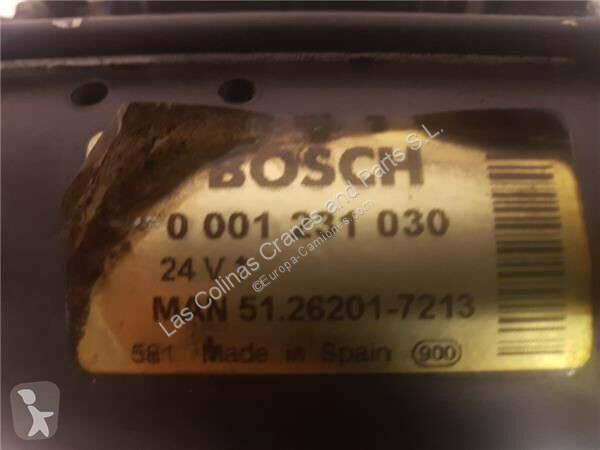 BOSCH
0 001 231 030
24 V
MAN 51.26201-7213
581 Made in Spain 900
Las Colinas Cranes and Parts S.L.
©Europa-Camiones.com